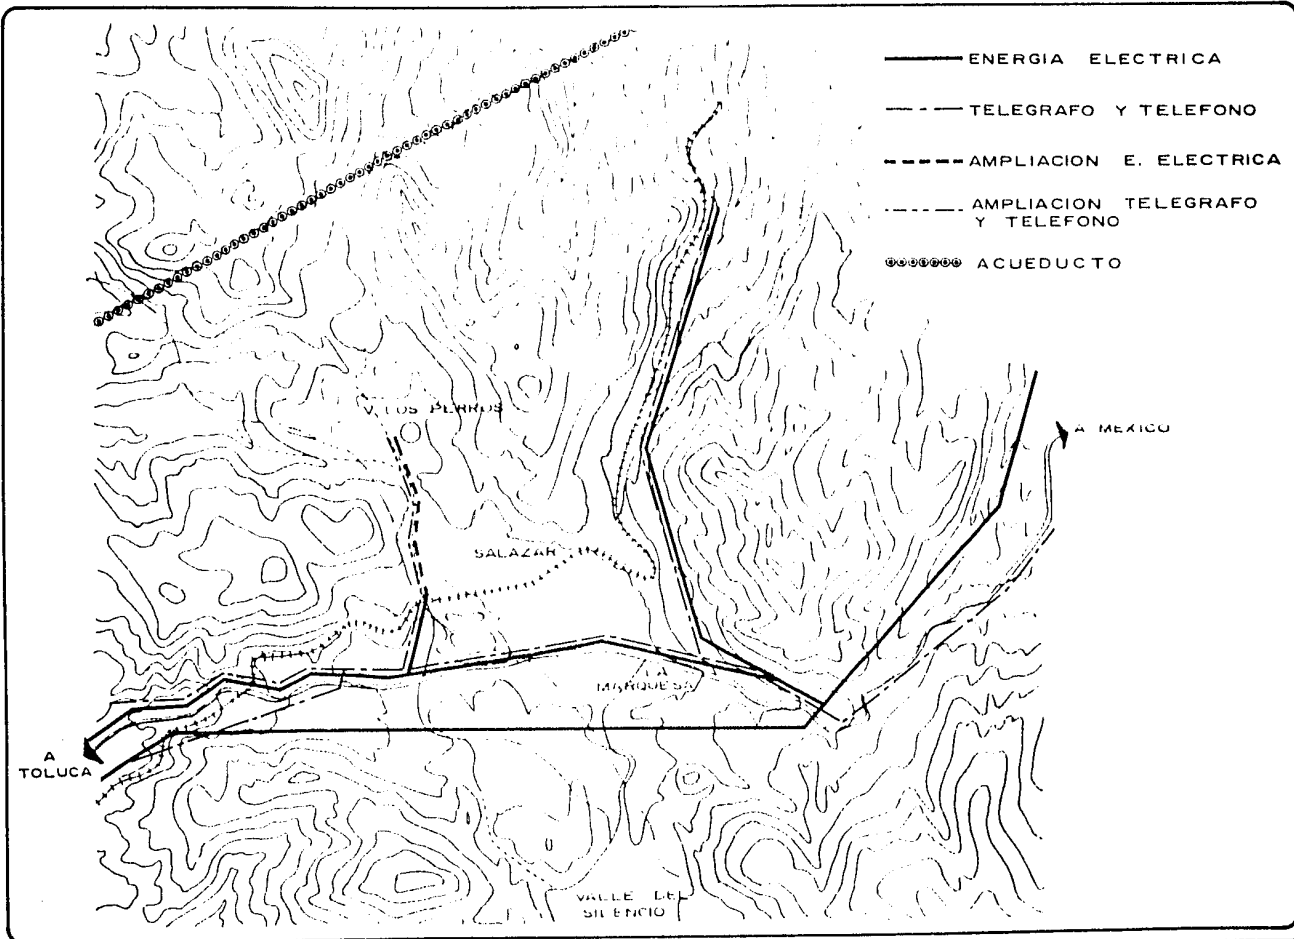 ENERGIA ELECTRICA
TELEGRAFO Y TELEFONO
AMPLIACION E. ELECTRICA
AMPLIACION TELEGRAFO
Y TELEFONO
ACUEDUCTO
V. LOS PERROS
A MEXICO
SALAZAR
LA
MARQUESA
A
TOLUCA
VALLE DEL
SILENCIO